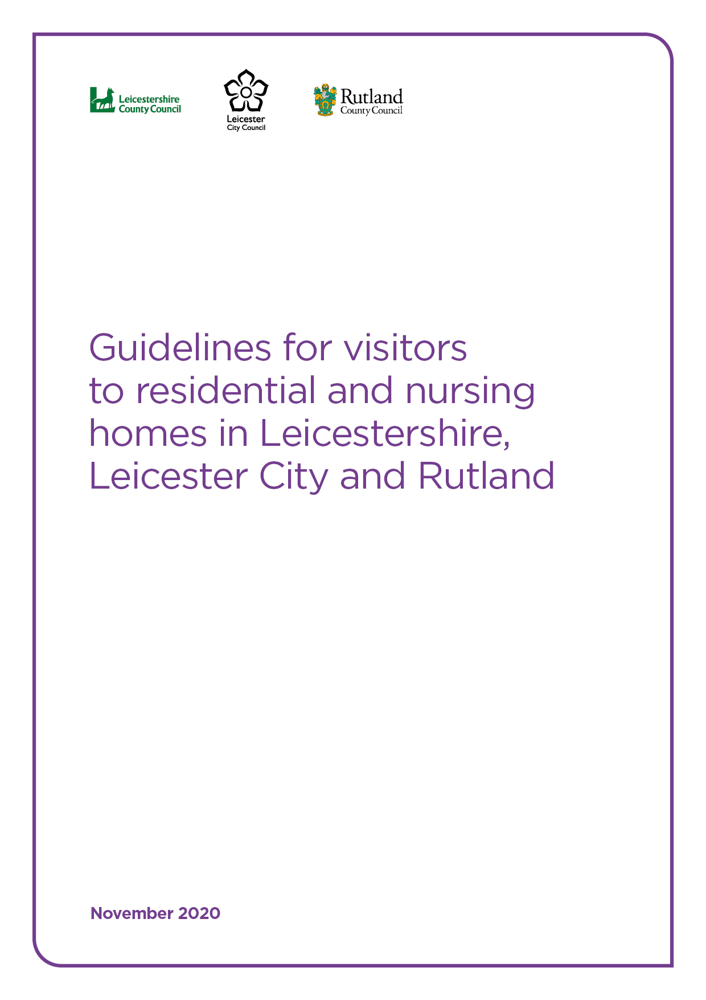 Leicestershire
County Council
Leicester
City Council
Rutland
County Council
Guidelines for visitors
to residential and nursing
homes in Leicestershire,
Leicester City and Rutland
November 2020